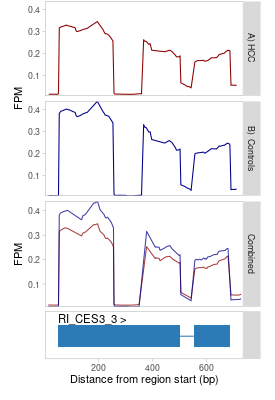 0.4
0.3
0.2
0.1
FPM
A) HCC
0.4
0.3
0.2
0.1
FPM
B): Controls
0.4
0.3
0.2
0.1
FPM
Combined
RI_CES3_3 >
200
400
600
Distance from region start (bp)